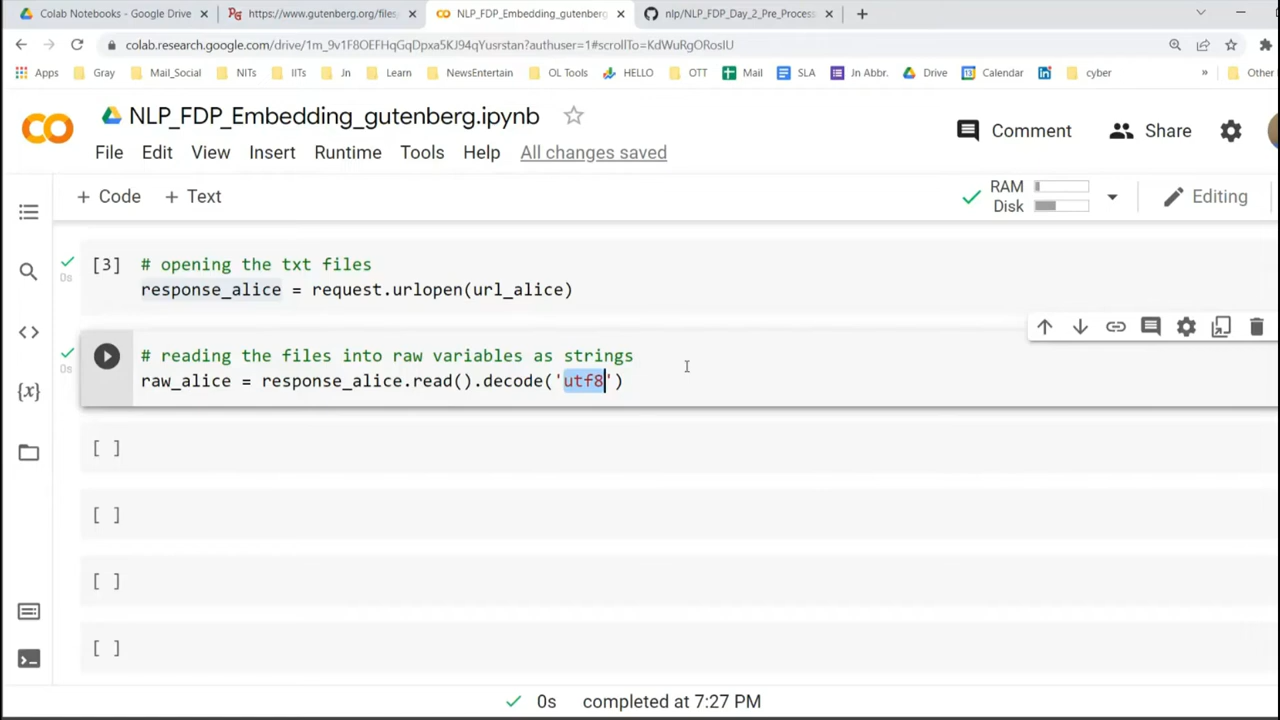 Colab Notebooks - Google Drive
https://www.gutenberg.org/files
NLP_FDP_Embedding_gutenberg
nlp/NLP_FDP_Day_2_Pre_Process
colab.research.google.com/drive/1m_9v1F8OEFHqGqDpxa5KJ94qYusrstan?authuser=1#scrollTo=KdWuRgORosIU
Apps Gray Mail_Social NITs IITs Jn Learn NewsEntertain OL Tools HELLO OTT Mail SLA Jn Abbr. Drive Calendar cyber » Other
NLP_FDP_Embedding_gutenberg.ipynb
Comment Share
File Edit View Insert Runtime Tools Help All changes saved
+ Code + Text
RAM
Disk
Editing
[3] # opening the txt files
0s
response_alice = request.urlopen(url_alice)
# reading the files into raw variables as strings
0s
raw_alice = response_alice.read().decode('utf8')
[ ]
[ ]
[ ]
[ ]
0s completed at 7:27 PM